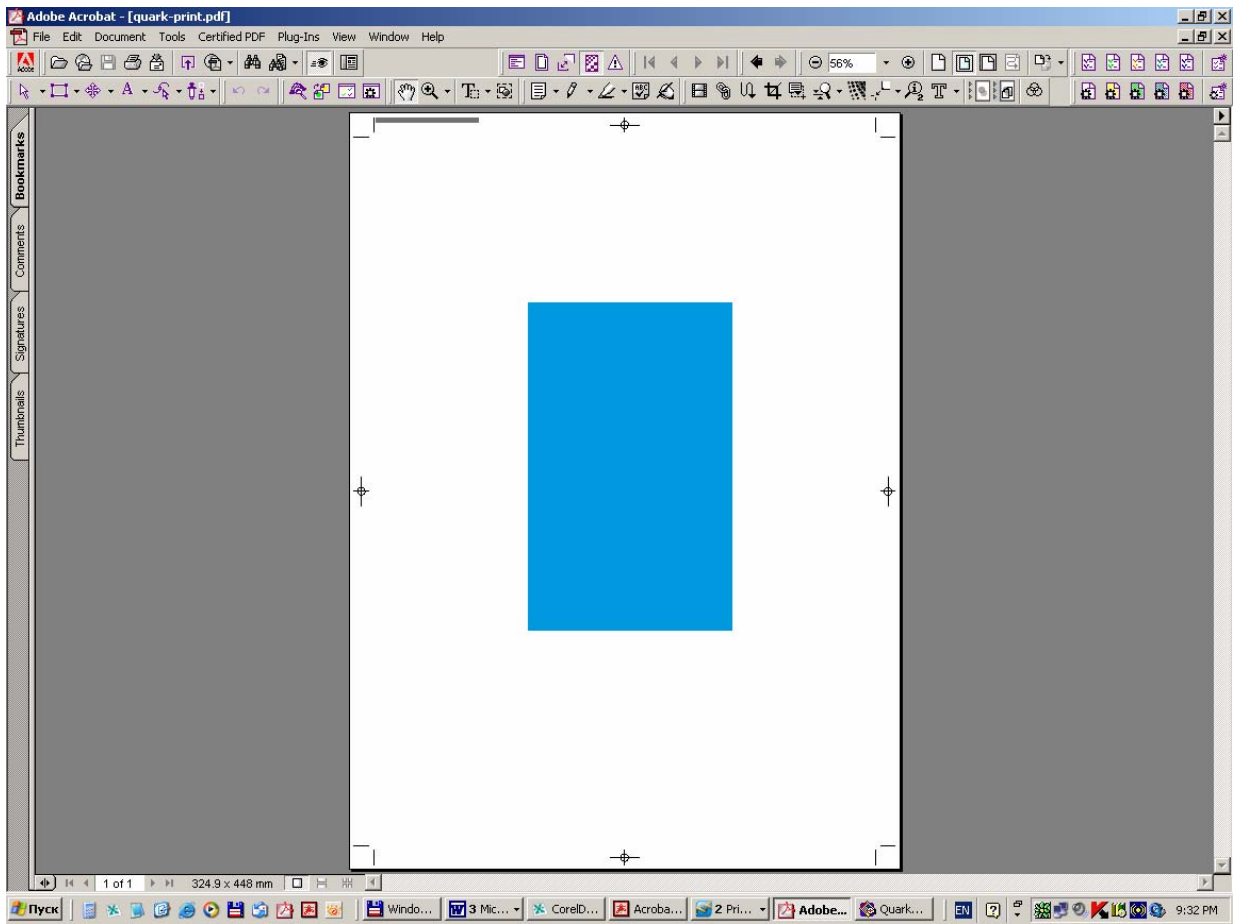 Adobe Acrobat - [quark-print.pdf]
File Edit Document Tools Certified PDF Plug-Ins View Window Help
56%
Bookmarks
Comments
Signatures
Thumbnails
1 of 1 324.9 x 448 mm
Пуск Windo... 3 Mic... CorelD... Acroba... 2 Pri... Adobe... Quark... EN 9:32 PM